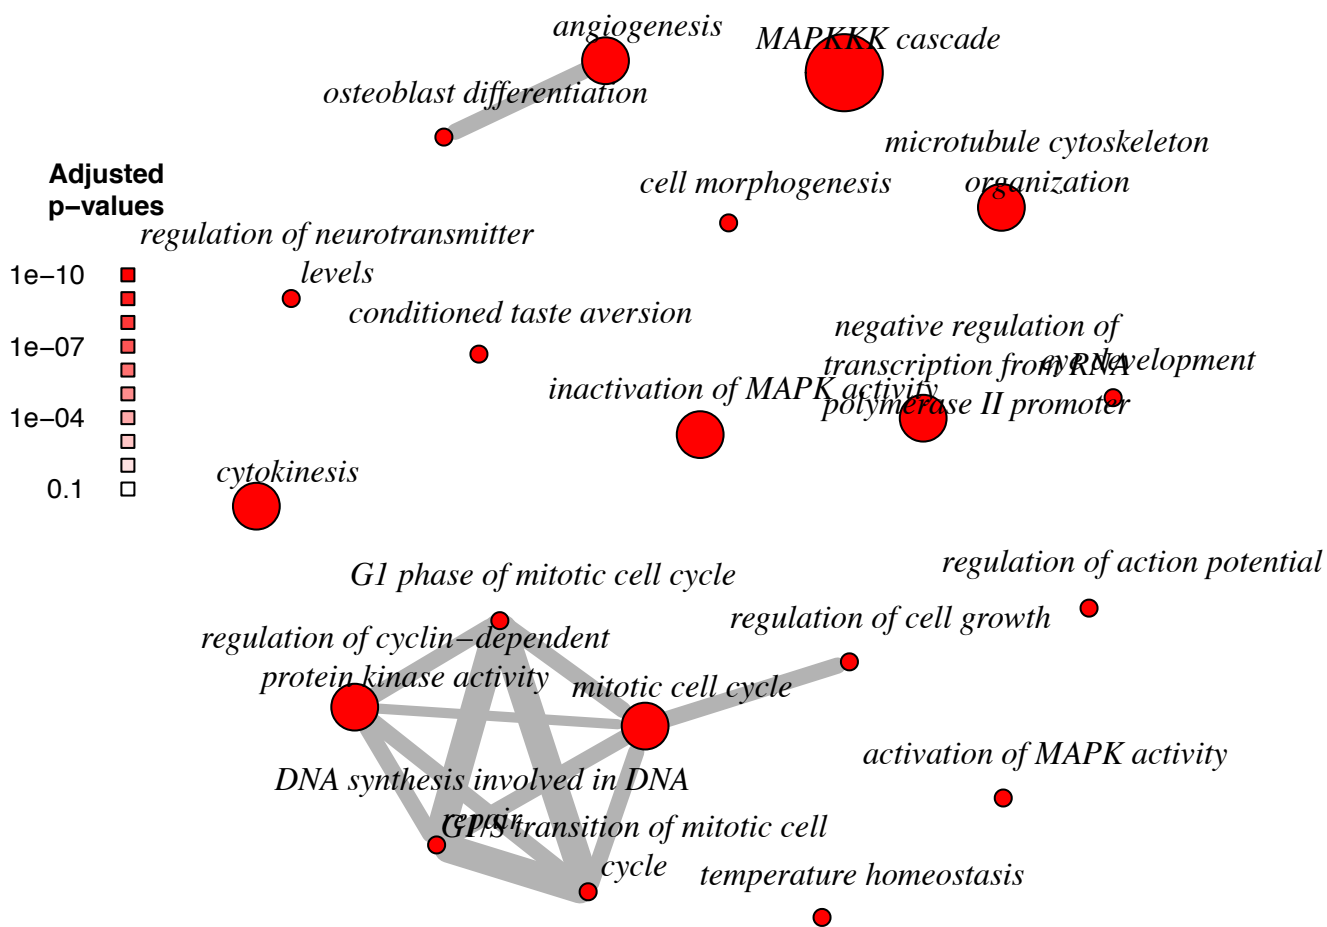 angiogenesis
MAPKKK cascade
osteoblast differentiation
microtubule cytoskeleton
organization
Adjusted
p−values
cell morphogenesis
regulation of neurotransmitter
levels
1e−10
1e−07
1e−04
0.1
conditioned taste aversion
negative regulation of
transcription from RNA
polymerase II promoter
eye development
inactivation of MAPK activity
cytokinesis
regulation of action potential
G1 phase of mitotic cell cycle
regulation of cell growth
regulation of cyclin−dependent
protein kinase activity
mitotic cell cycle
activation of MAPK activity
DNA synthesis involved in DNA
repair
G1/S transition of mitotic cell
cycle
temperature homeostasis